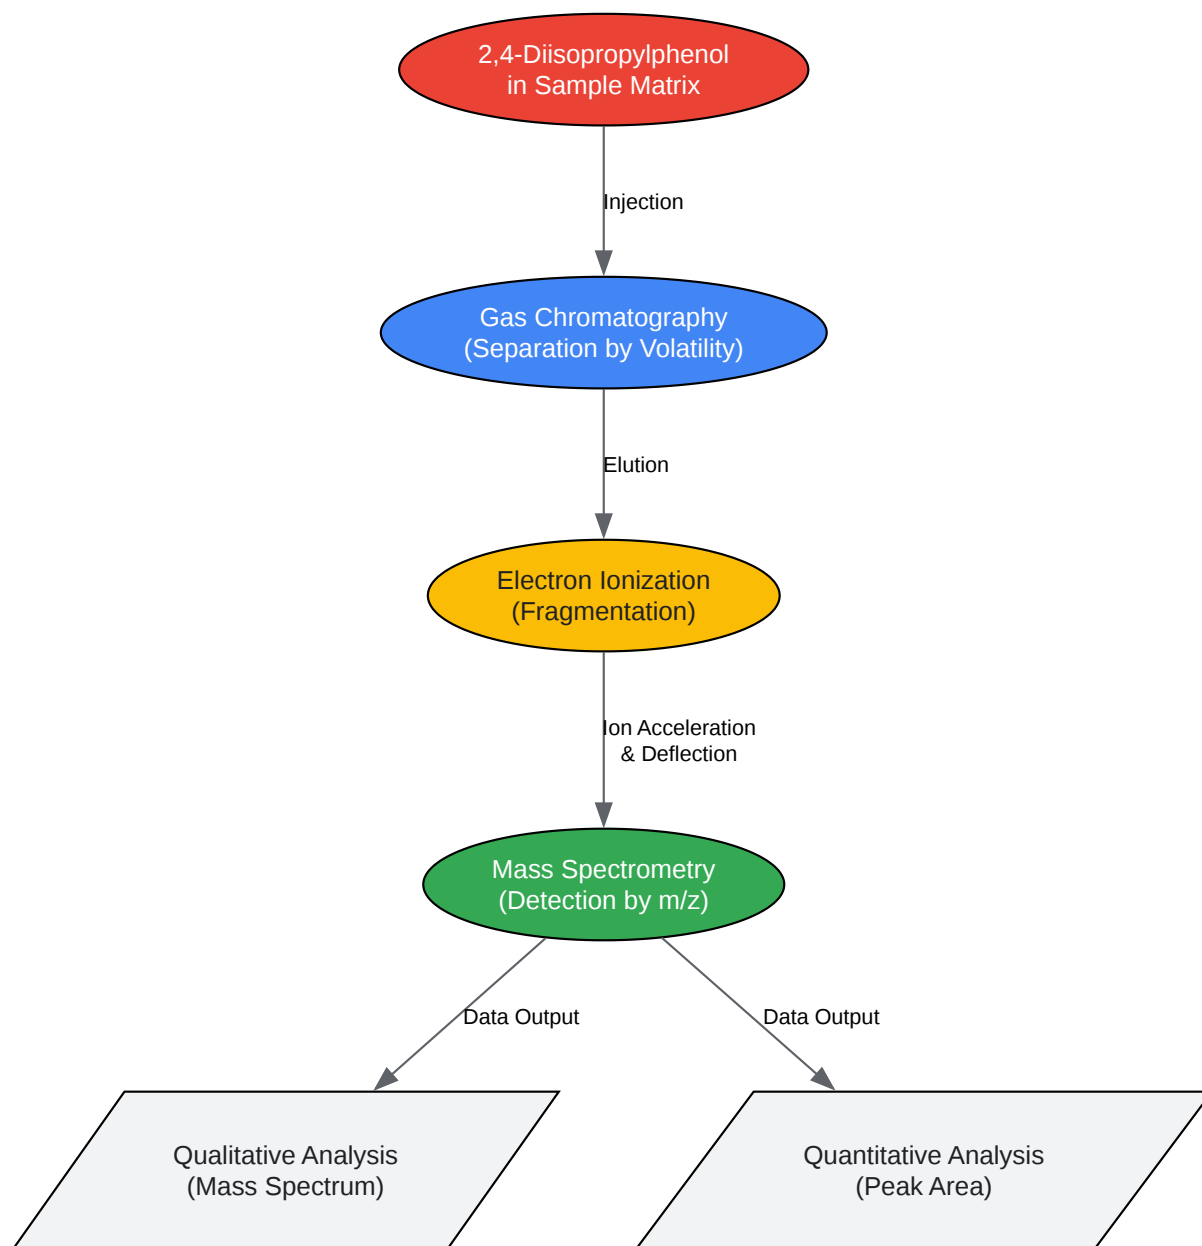 2,4-Diisopropylphenol
in Sample Matrix
Injection
Gas Chromatography
(Separation by Volatility)
Elution
Electron Ionization
(Fragmentation)
Ion Acceleration
& Deflection
Mass Spectrometry
(Detection by m/z)
Data Output
Data Output
Qualitative Analysis
(Mass Spectrum)
Quantitative Analysis
(Peak Area)